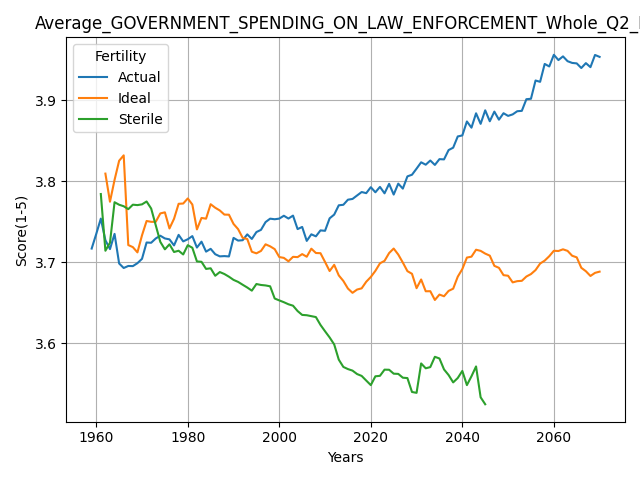 Average_GOVERNMENT_SPENDING_ON_LAW_ENFORCEMENT_Whole_Q2_
Fertility
Actual
Ideal
Sterile
Score(1-5)
3.9
3.8
3.7
3.6
1960 1980 2000 2020 2040 2060
Years